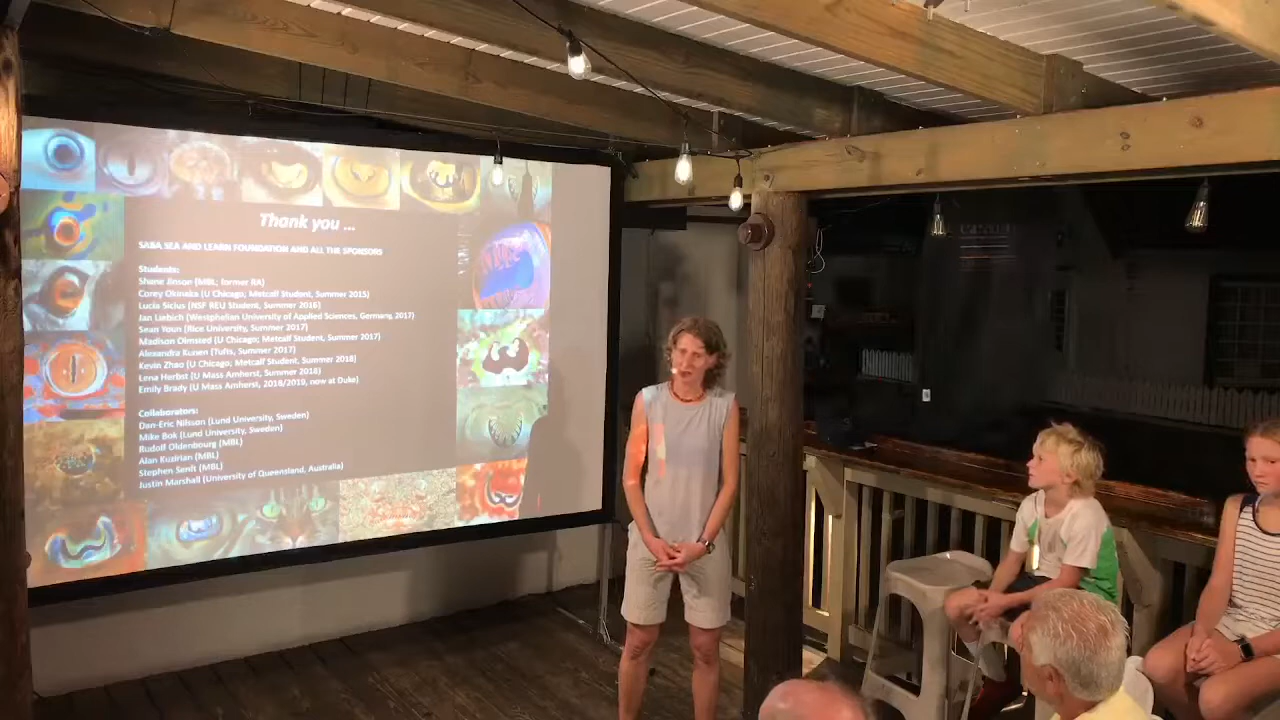 Thank you ...
SABA SEA AND LEARN FOUNDATION AND ALL THE SPONSORS
Students:
Shane Jinson (MBL; former RA)
Corey Okinaka (U Chicago; Metcalf Student, Summer 2015)
Lucia Sicius (NSF REU Student, Summer 2016)
Jan Liebich (Westphelian University of Applied Sciences, Germany, 2017)
Sean Youn (Rice University, Summer 2017)
Madison Olmsted (U Chicago; Metcalf Student, Summer 2017)
Alexandra Kunen (Tufts, Summer 2017)
Kevin Zhao (U Chicago; Metcalf Student, Summer 2018)
Lena Herbst (U Mass Amherst, Summer 2018)
Emily Brady (U Mass Amherst, 2018/2019, now at Duke)
Collaborators:
Dan-Eric Nilsson (Lund University, Sweden)
Mike Bok (Lund University, Sweden)
Rudolf Oldenbourg (MBL)
Alan Kuzirian (MBL)
Stephen Senft (MBL)
Justin Marshall (University of Queensland, Australia)